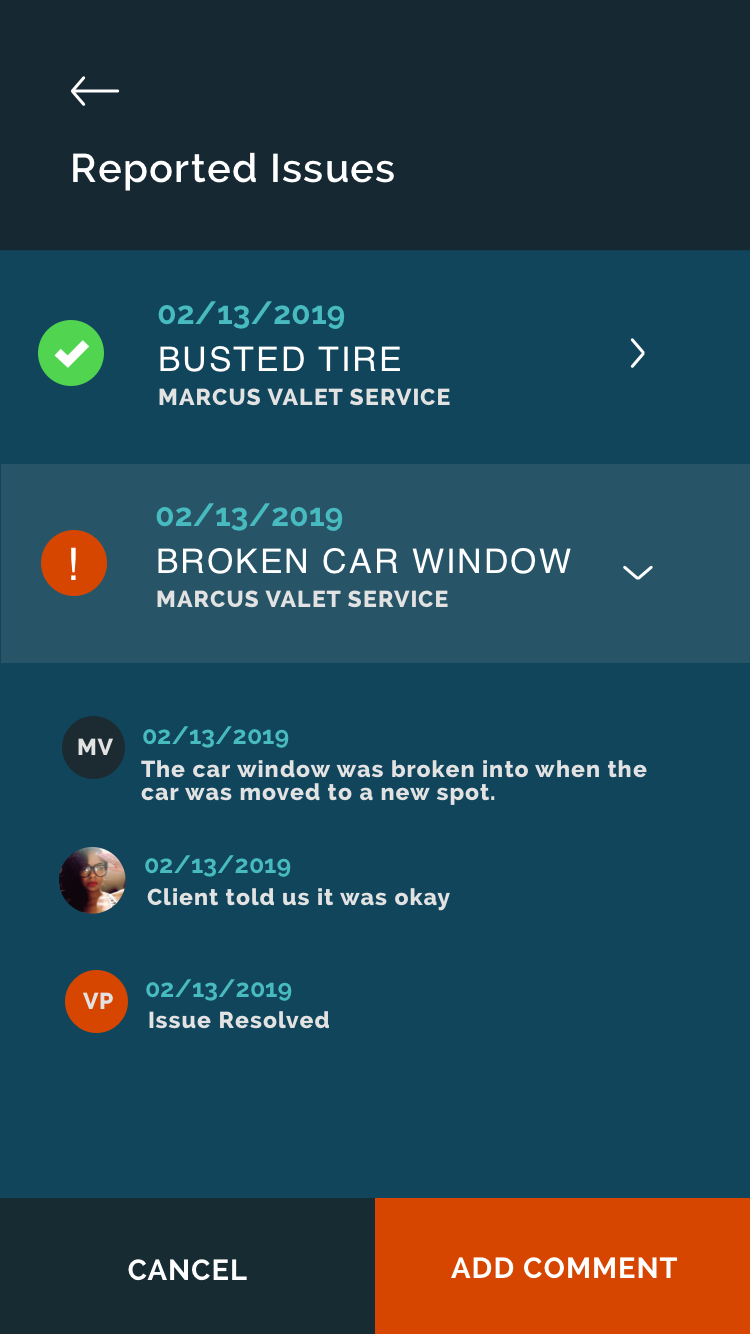 Reported Issues
02/13/2019
BUSTED TIRE
MARCUS VALET SERVICE
02/13/2019
!
BROKEN CAR WINDOW
MARCUS VALET SERVICE
MV
02/13/2019
The car window was broken into when the
car was moved to a new spot.
02/13/2019
Client told us it was okay
VP
02/13/2019
Issue Resolved
CANCEL
ADD COMMENT